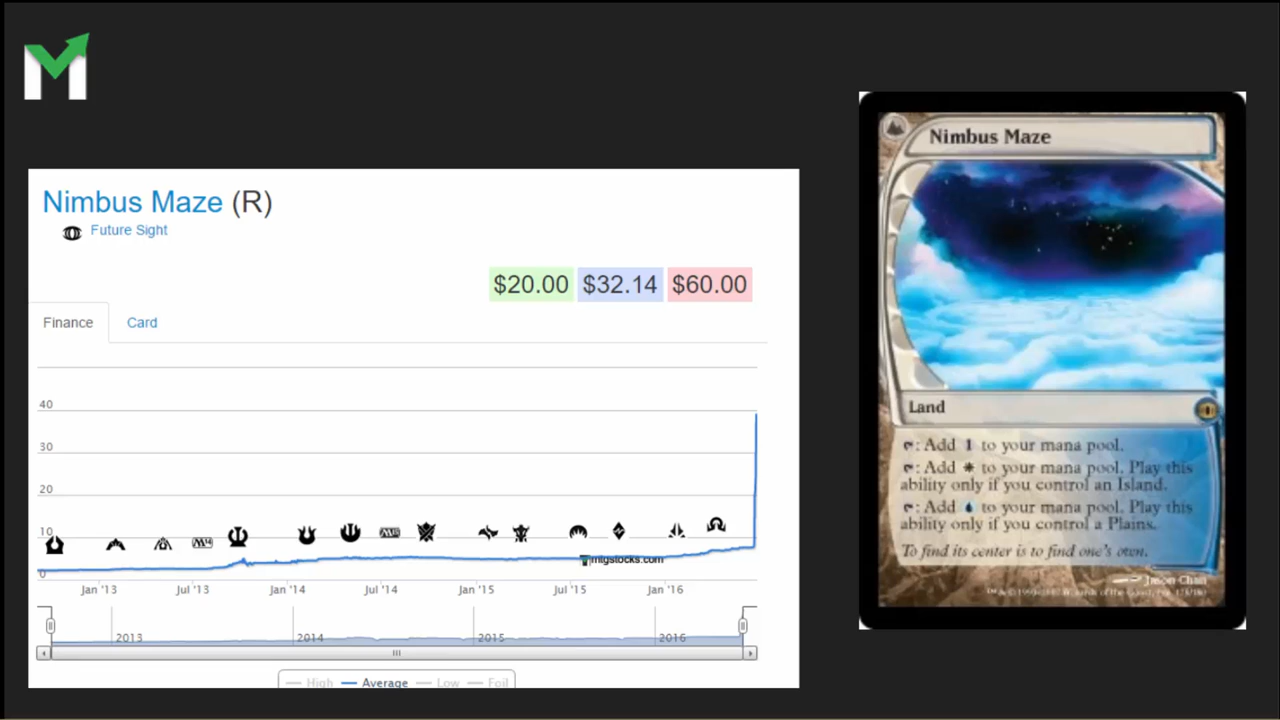 Nimbus Maze (R)
Future Sight
$20.00 $32.14 $60.00
Finance Card
40
30
20
10
0
mtgstocks.com
Jan '13 Jul '13 Jan '14 Jul '14 Jan '15 Jul '15 Jan '16
2013 2014 2015 2016
High Average Low Foil
Nimbus Maze
Land
: Add 1 to your mana pool.
: Add to your mana pool. Play this
ability only if you control an Island.
: Add to your mana pool. Play this
ability only if you control a Plains.
To find its center is to find one's own.
Jason Chan